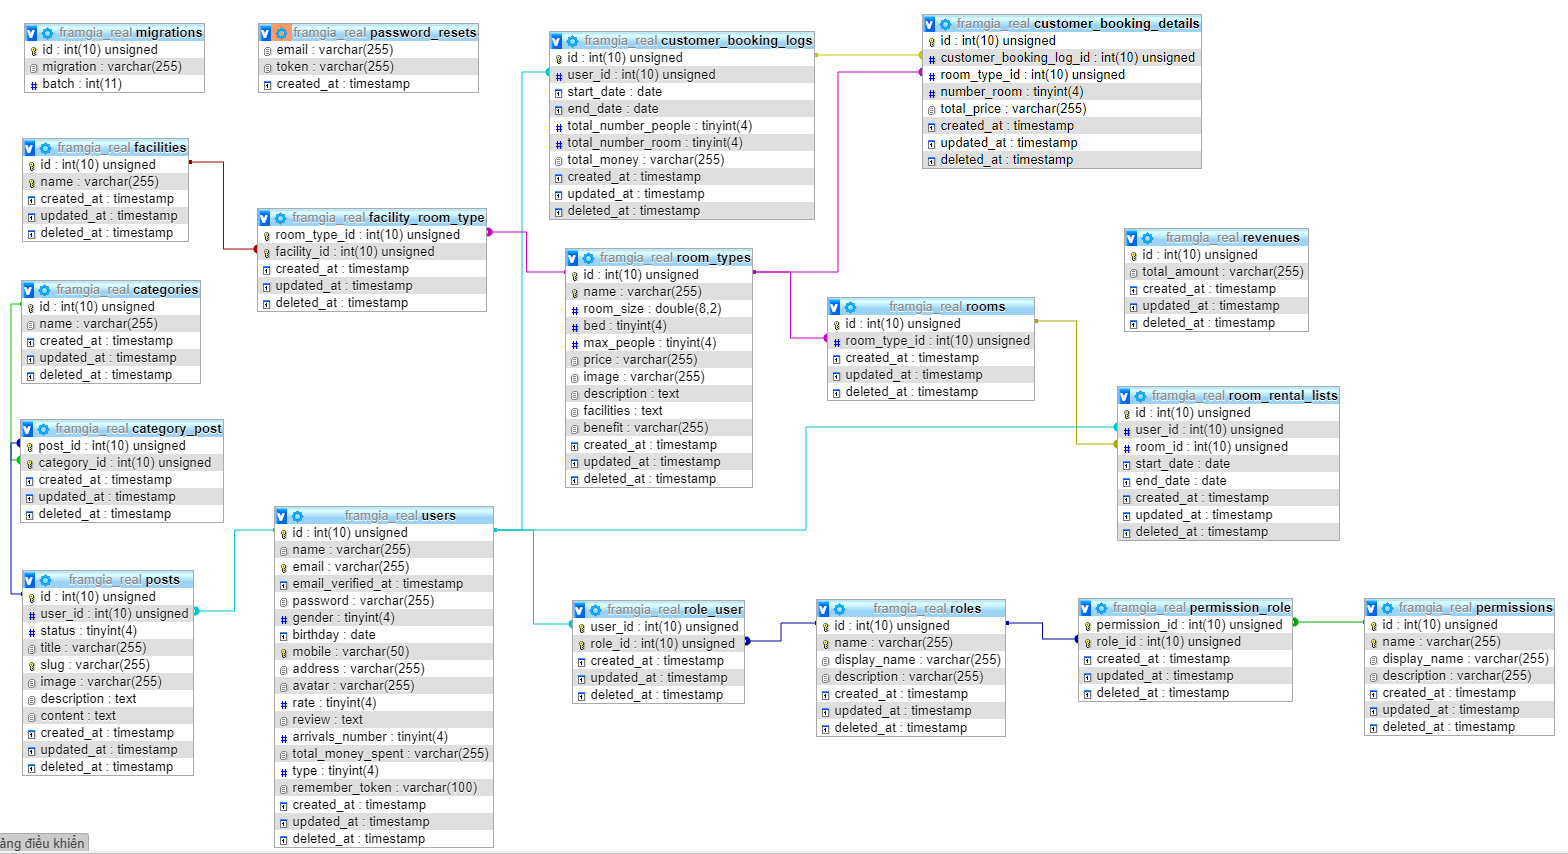 framgia_real migrations
id : int(10) unsigned
migration : varchar(255)
batch : int(11)
framgia_real password_resets
email : varchar(255)
token : varchar(255)
created_at : timestamp
framgia_real customer_booking_logs
id : int(10) unsigned
user_id : int(10) unsigned
start_date : date
end_date : date
total_number_people : tinyint(4)
total_number_room : tinyint(4)
total_money : varchar(255)
created_at : timestamp
updated_at : timestamp
deleted_at : timestamp
framgia_real customer_booking_details
id : int(10) unsigned
customer_booking_log_id : int(10) unsigned
room_type_id : int(10) unsigned
number_room : tinyint(4)
total_price : varchar(255)
created_at : timestamp
updated_at : timestamp
deleted_at : timestamp
framgia_real facilities
id : int(10) unsigned
name : varchar(255)
created_at : timestamp
updated_at : timestamp
deleted_at : timestamp
framgia_real facility_room_type
room_type_id : int(10) unsigned
facility_id : int(10) unsigned
created_at : timestamp
updated_at : timestamp
deleted_at : timestamp
framgia_real room_types
id : int(10) unsigned
name : varchar(255)
room_size : double(8,2)
bed : tinyint(4)
max_people : tinyint(4)
price : varchar(255)
image : varchar(255)
description : text
facilities : text
benefit : varchar(255)
created_at : timestamp
updated_at : timestamp
deleted_at : timestamp
framgia_real revenues
id : int(10) unsigned
total_amount : varchar(255)
created_at : timestamp
updated_at : timestamp
deleted_at : timestamp
framgia_real categories
id : int(10) unsigned
name : varchar(255)
created_at : timestamp
updated_at : timestamp
deleted_at : timestamp
framgia_real rooms
id : int(10) unsigned
room_type_id : int(10) unsigned
created_at : timestamp
updated_at : timestamp
deleted_at : timestamp
framgia_real room_rental_lists
id : int(10) unsigned
user_id : int(10) unsigned
room_id : int(10) unsigned
start_date : date
end_date : date
created_at : timestamp
updated_at : timestamp
deleted_at : timestamp
framgia_real category_post
post_id : int(10) unsigned
category_id : int(10) unsigned
created_at : timestamp
updated_at : timestamp
deleted_at : timestamp
framgia_real users
id : int(10) unsigned
name : varchar(255)
email : varchar(255)
email_verified_at : timestamp
password : varchar(255)
gender : tinyint(4)
birthday : date
mobile : varchar(50)
address : varchar(255)
avatar : varchar(255)
rate : tinyint(4)
review : text
arrivals_number : tinyint(4)
total_money_spent : varchar(255)
type : tinyint(4)
remember_token : varchar(100)
created_at : timestamp
updated_at : timestamp
deleted_at : timestamp
framgia_real posts
id : int(10) unsigned
user_id : int(10) unsigned
status : tinyint(4)
title : varchar(255)
slug : varchar(255)
image : varchar(255)
description : text
content : text
created_at : timestamp
updated_at : timestamp
deleted_at : timestamp
framgia_real role_user
user_id : int(10) unsigned
role_id : int(10) unsigned
created_at : timestamp
updated_at : timestamp
deleted_at : timestamp
framgia_real roles
id : int(10) unsigned
name : varchar(255)
display_name : varchar(255)
description : varchar(255)
created_at : timestamp
updated_at : timestamp
deleted_at : timestamp
framgia_real permission_role
permission_id : int(10) unsigned
role_id : int(10) unsigned
created_at : timestamp
updated_at : timestamp
deleted_at : timestamp
framgia_real permissions
id : int(10) unsigned
name : varchar(255)
display_name : varchar(255)
description : varchar(255)
created_at : timestamp
updated_at : timestamp
deleted_at : timestamp
ảng điều khiển